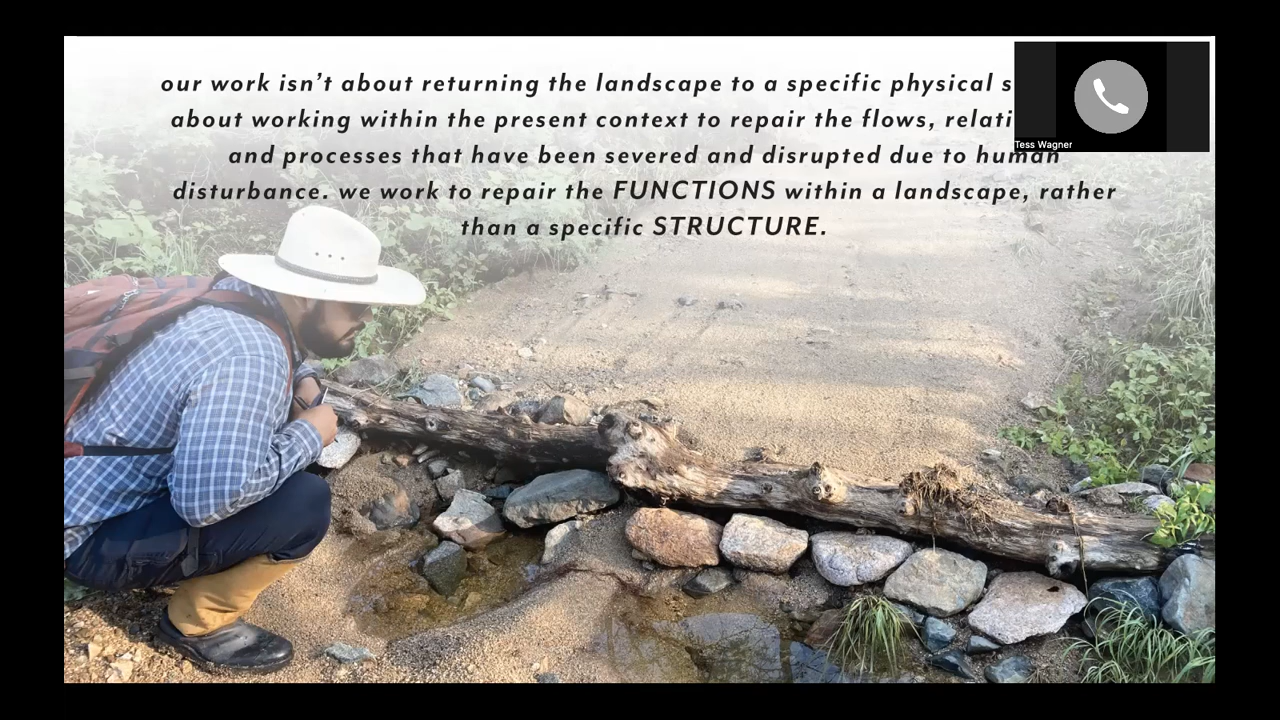 our work isn't about returning the landscape to a specific physical
about working within the present context to repair the flows,
and processes that have been severed and disrupted due to human
disturbance. we work to repair the FUNCTIONS within a landscape, rather
than a specific STRUCTURE.
Tess Wagner